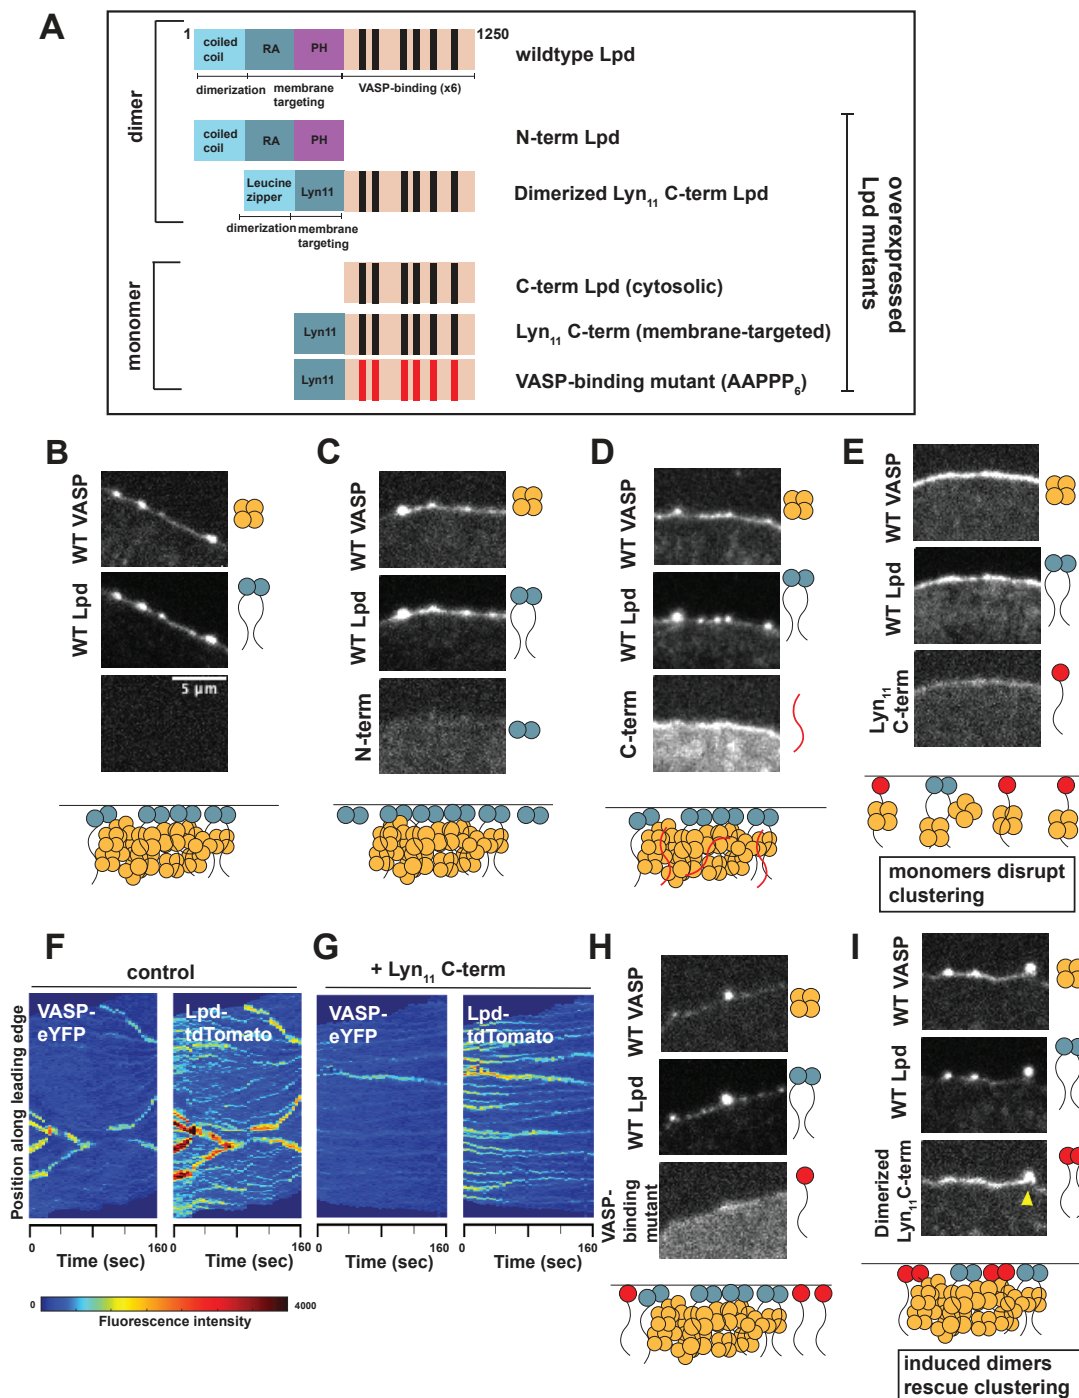 A
1
1250
coiled
coil
RA
PH
wildtype Lpd
dimerization
membrane
targeting
VASP-binding (x6)
dimer
coiled
coil
RA
PH
N-term Lpd
Leucine
zipper
Lyn11
Dimerized Lyn11 C-term Lpd
dimerization
membrane
targeting
monomer
C-term Lpd (cytosolic)
Lyn11
Lyn11 C-term (membrane-targeted)
Lyn11
VASP-binding mutant (AAPPP6)
overexpressed
Lpd mutants
B
WT VASP
WT Lpd
5 µm
C
WT VASP
WT Lpd
N-term
D
WT VASP
WT Lpd
C-term
E
WT VASP
WT Lpd
Lyn11
C-term
monomers disrupt
clustering
F
control
VASP-
eYFP
Lpd-
tdTomato
Position along leading edge
0
160
0
160
Time (sec)
Time (sec)
0
4000
Fluorescence intensity
G
+ Lyn11 C-term
VASP-
eYFP
Lpd-
tdTomato
0
160
0
160
Time (sec)
Time (sec)
H
WT VASP
WT Lpd
VASP-
binding
mutant
I
WT VASP
WT Lpd
Dimerized
Lyn11C-term
induced dimers
rescue clustering